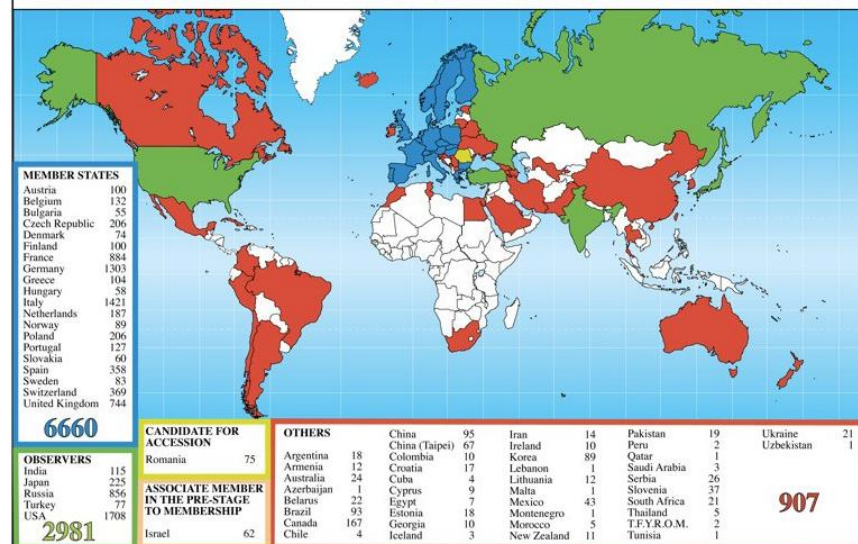 MEMBER STATES
Austria 100
Belgium 132
Bulgaria 55
Czech Republic 206
Denmark 74
Finland 100
France 884
Germany 1303
Greece 104
Hungary 58
Italy 1421
Netherlands 187
Norway 89
Poland 206
Portugal 127
Slovakia 60
Spain 358
Sweden 83
Switzerland 369
United Kingdom 744
6660
OBSERVERS
India 115
Japan 225
Russia 856
Turkey 77
USA 1708
2981
CANDIDATE FOR
ACCESSION
Romania 75
ASSOCIATE MEMBER
IN THE PRE-STAGE
TO MEMBERSHIP
Israel 62
OTHERS
Argentina 18
Armenia 12
Australia 24
Azerbaijan 1
Belarus 22
Brazil 93
Canada 167
Chile 4
China 95
China (Taipei) 67
Colombia 10
Croatia 17
Cuba 4
Cyprus 9
Egypt 7
Estonia 18
Georgia 10
Iceland 3
Iran 14
Ireland 10
Korea 89
Lebanon 1
Lithuania 12
Malta 1
Mexico 43
Montenegro 1
Morocco 5
New Zealand 11
Pakistan 19
Peru 2
Qatar 1
Saudi Arabia 3
Serbia 26
Slovenia 37
South Africa 21
Thailand 5
T.F.Y.R.O.M. 2
Tunisia 1
Ukraine 21
Uzbekistan 1
907